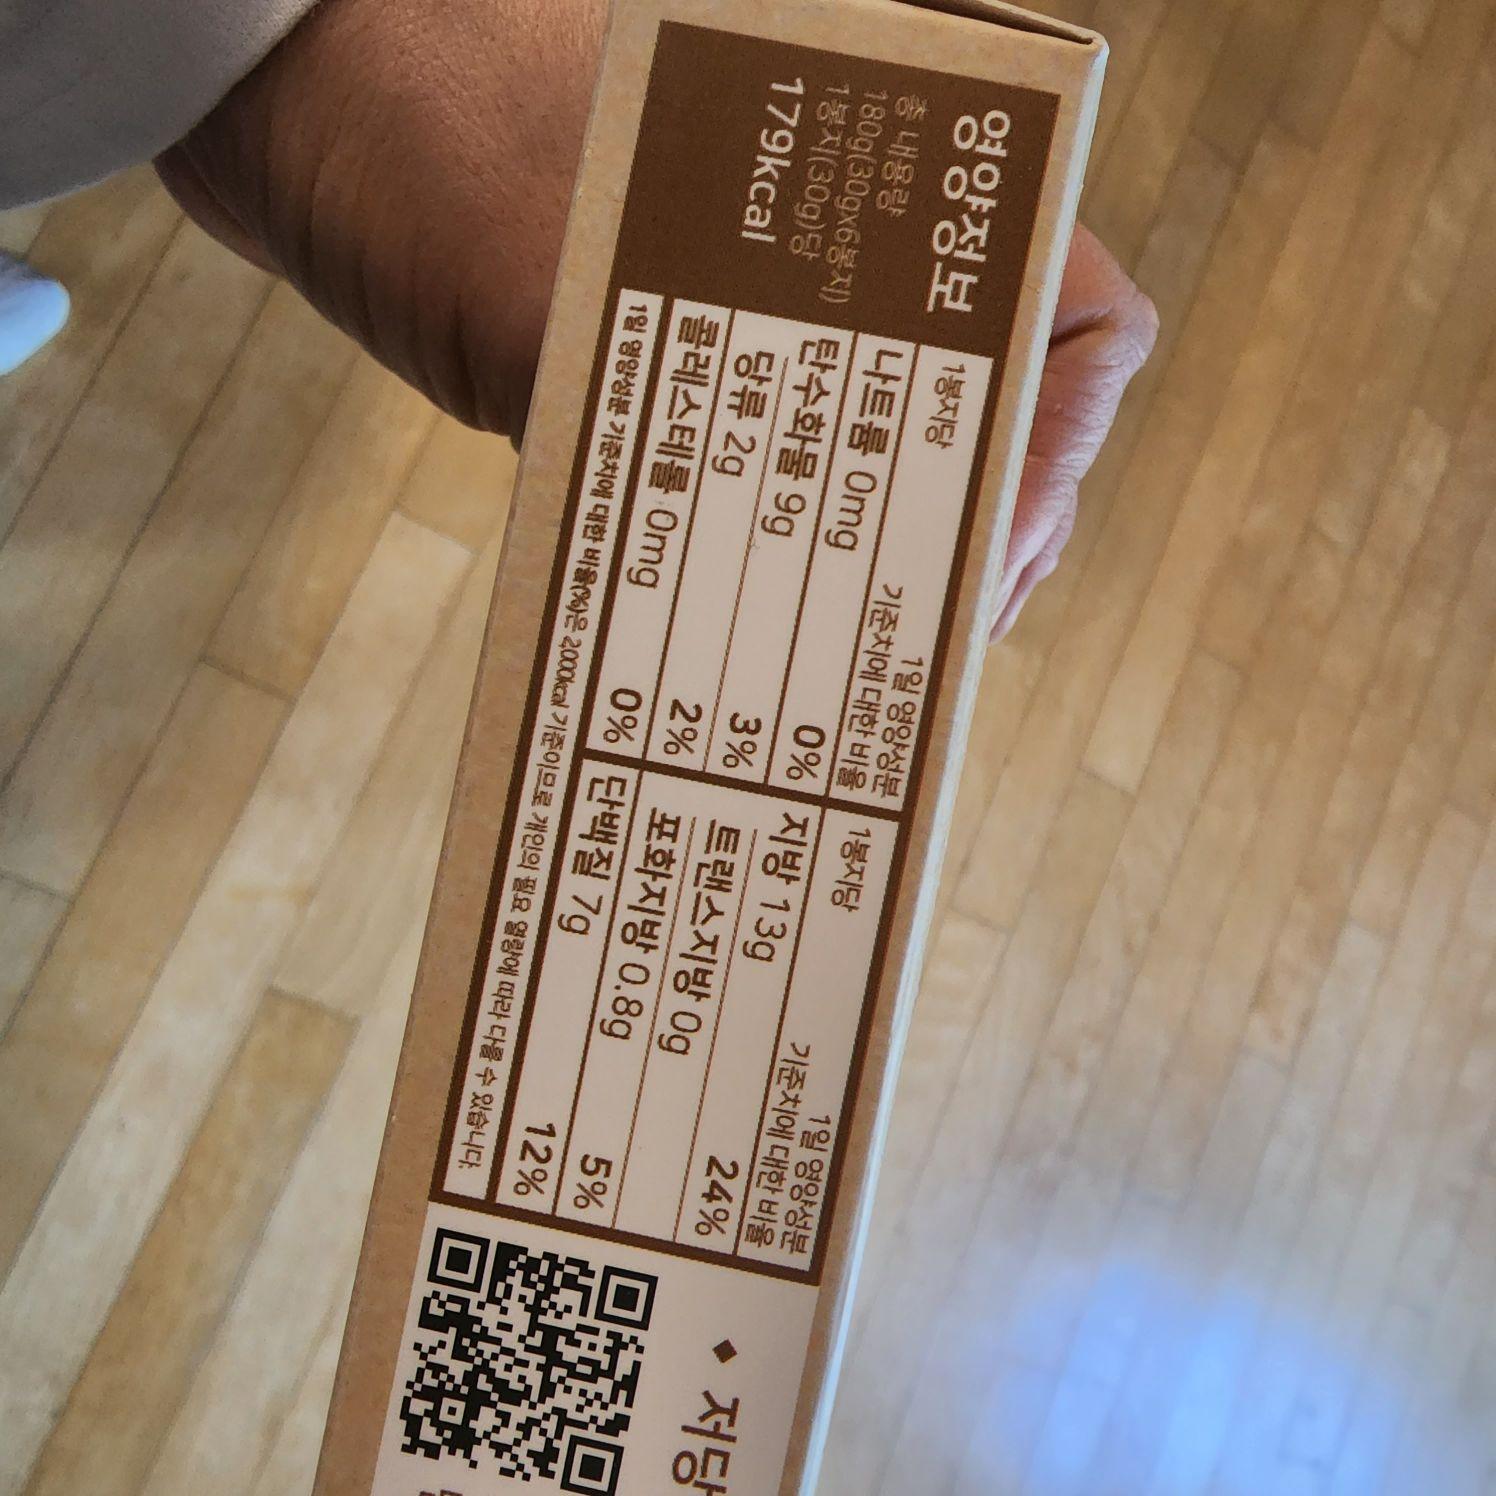 영양정보
총 내용량
180g(30gx6봉지)
1봉지(30g)당
179kcal
1봉지당 1일 영양성분
기준치에 대한 비율
나트륨 0mg 0%
탄수화물 9g 3%
당류 2g 2%
콜레스테롤 0mg 0%
1봉지당 1일 영양성분
기준치에 대한 비율
지방 13g 24%
트랜스지방 0g
포화지방 0.8g 5%
단백질 7g 12%
1일 영양성분 기준치에 대한 비율(%)은 2,000kcal 기준이므로 개인의 필요 열량에 따라 다를 수 있습니다.
◆ 저당